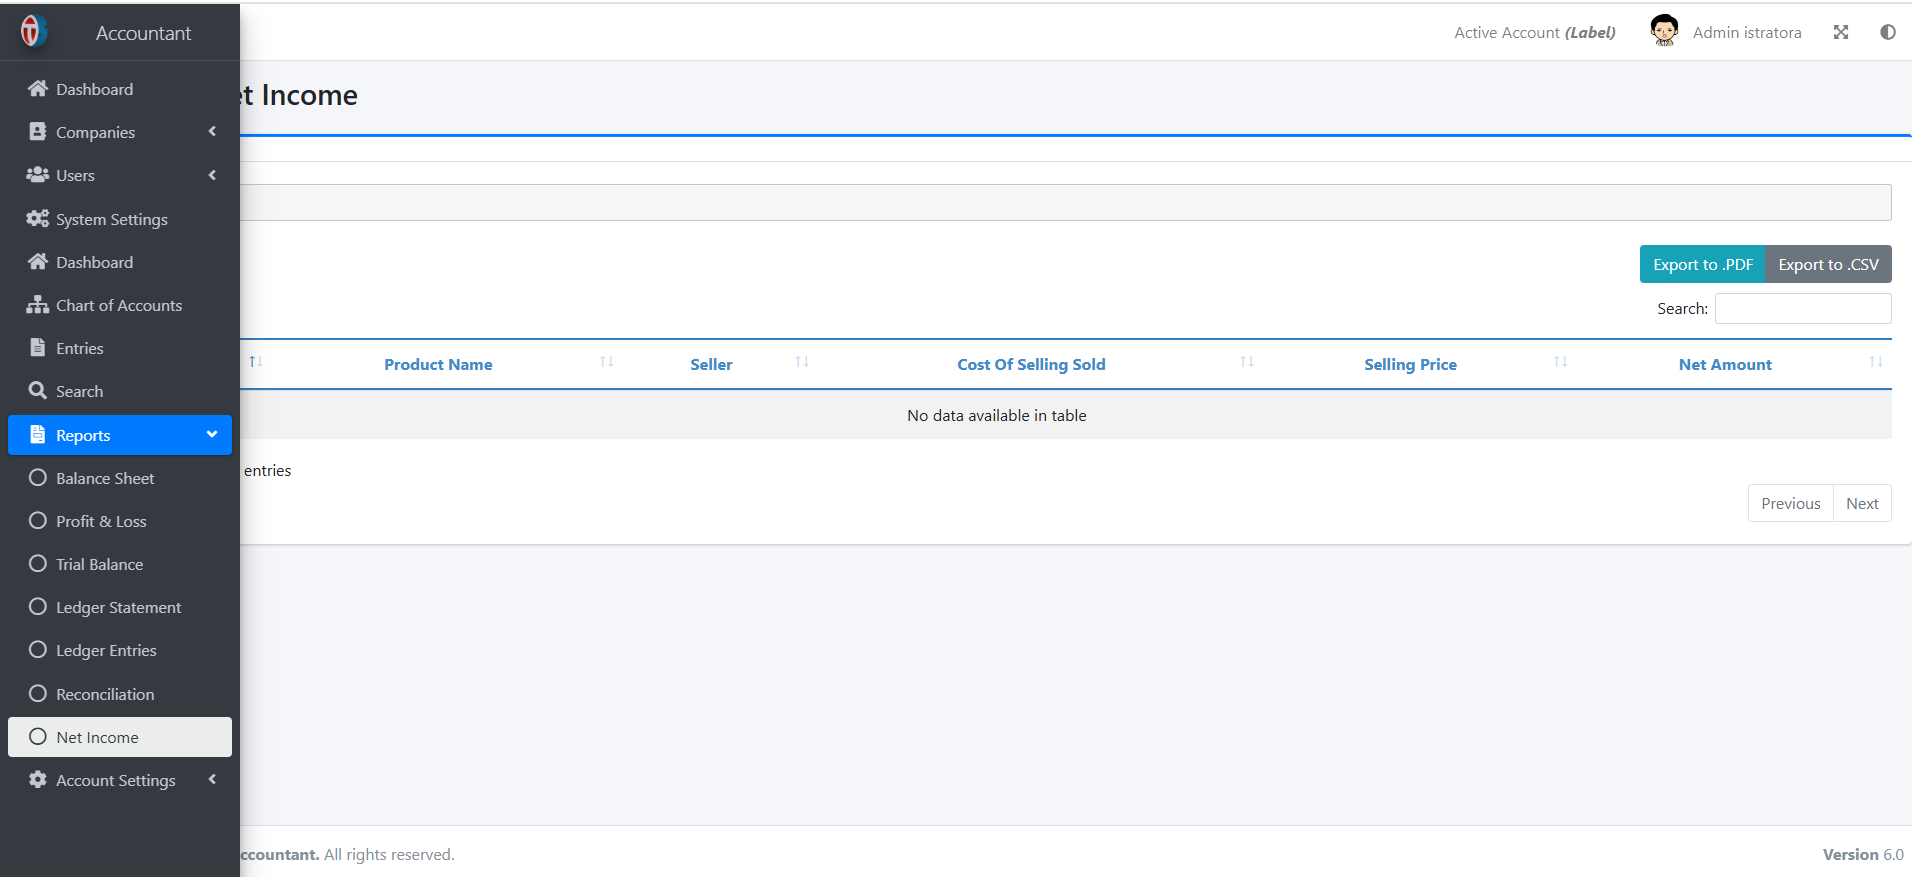 Accountant
Active Account (Label)
Admin istratora
Dashboard
Companies
Users
System Settings
Dashboard
Chart of Accounts
Entries
Search
Reports
Balance Sheet
Profit & Loss
Trial Balance
Ledger Statement
Ledger Entries
Reconciliation
Net Income
Account Settings
et Income
Export to .PDF
Export to .CSV
Search:
Product Name
Seller
Cost Of Selling Sold
Selling Price
Net Amount
No data available in table
entries
Previous
Next
ccountant. All rights reserved.
Version 6.0